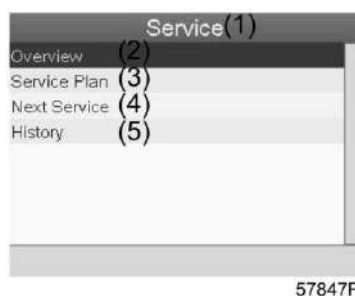 Service(1)
Overview (2)
Service Plan (3)
Next Service (4)
History (5)
57847F